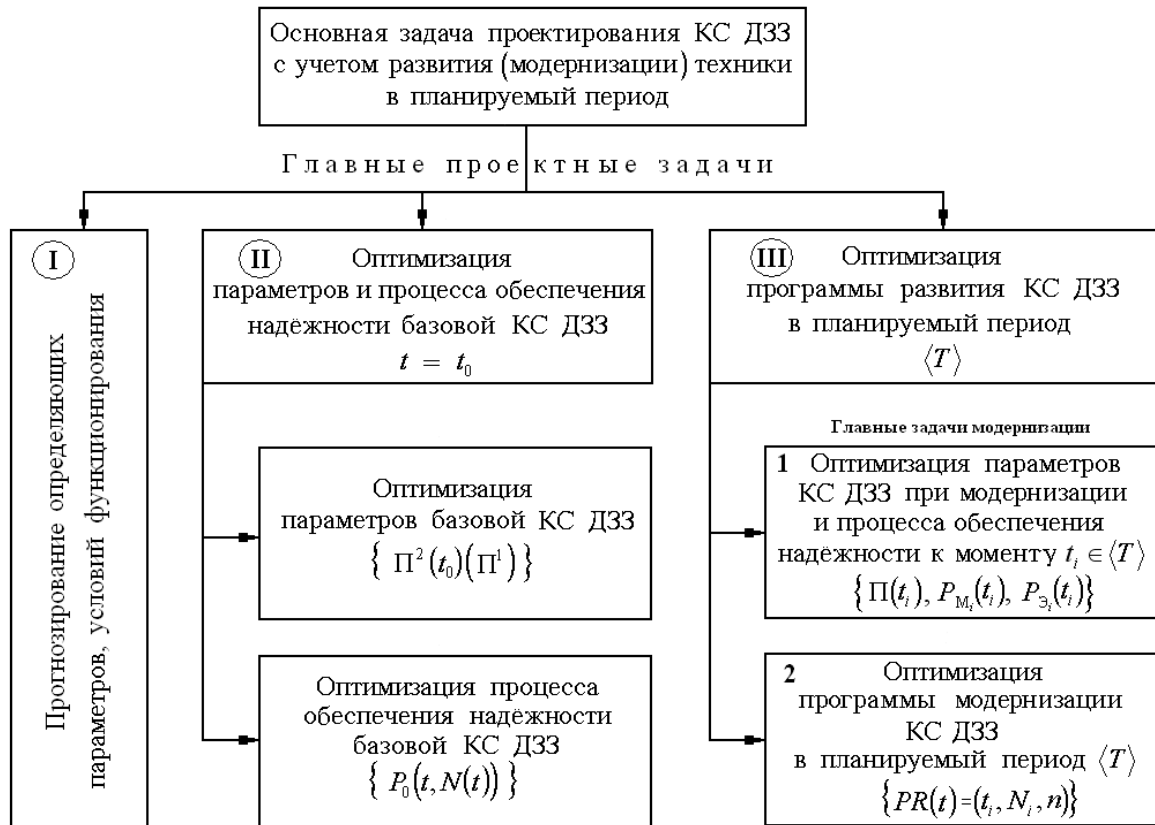 Основная задача проектирования КС ДЗЗ
с учетом развития (модернизации) техники
в планируемый период
Главные проектные задачи
I
Прогнозирование определяющих
параметров, условий функционирования
II Оптимизация
параметров и процесса обеспечения
надёжности базовой КС ДЗЗ
t = t₀
Оптимизация
параметров базовой КС ДЗЗ
{ П²(t₀)(П¹) }
Оптимизация процесса
обеспечения надёжности
базовой КС ДЗЗ
{ P₀(t, N(t)) }
III Оптимизация
программы развития КС ДЗЗ
в планируемый период
⟨T⟩
Главные задачи модернизации
1 Оптимизация параметров
КС ДЗЗ при модернизации
и процесса обеспечения
надёжности к моменту tᵢ ∈ ⟨T⟩
{П(tᵢ), P_Мᵢ(tᵢ), P_Эᵢ(tᵢ)}
2 Оптимизация
программы модернизации
КС ДЗЗ
в планируемый период ⟨T⟩
{PR(t)=(tᵢ, Nᵢ, n)}